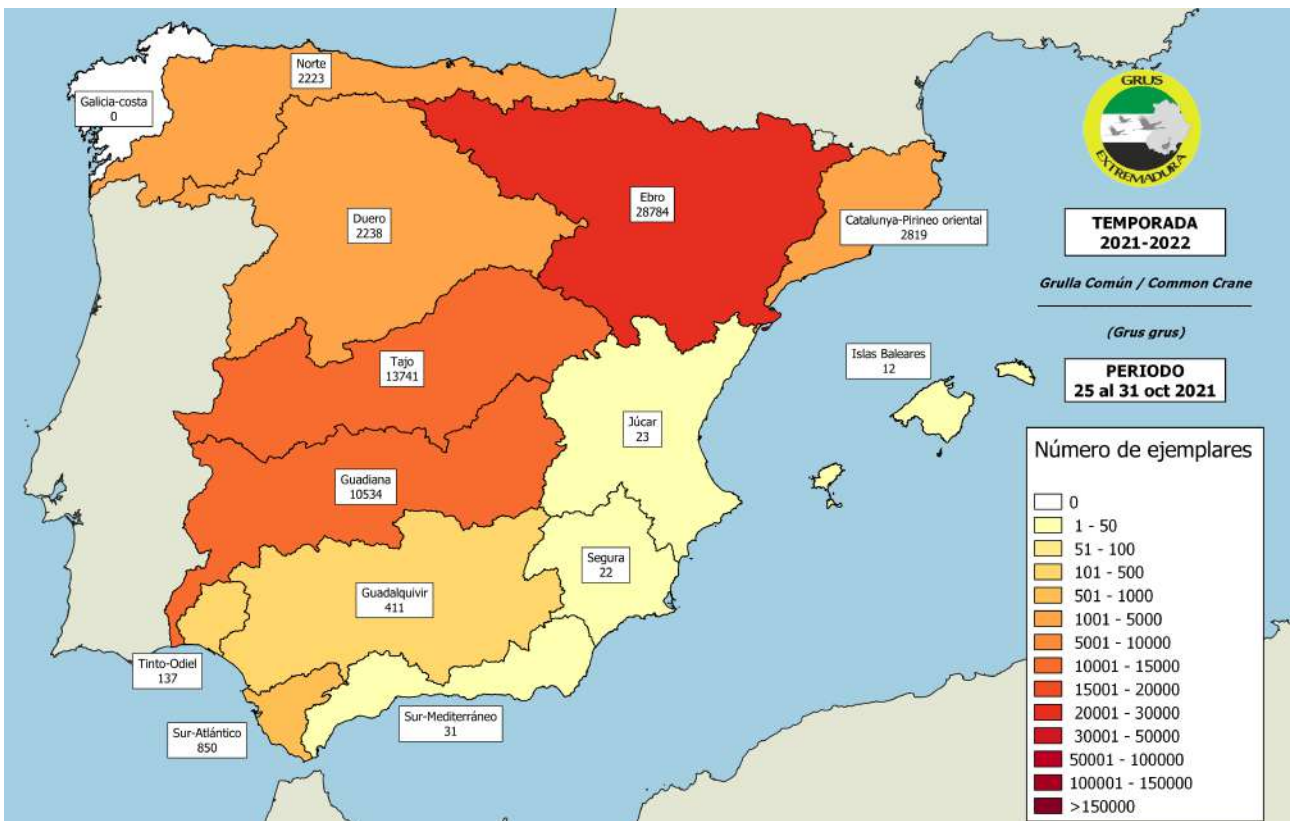 Norte
2223
Galicia-costa
0
Duero
2238
Ebro
28784
Catalunya-Pirineo oriental
2819
Tajo
13741
Islas Baleares
12
Júcar
23
Guadiana
10534
Segura
22
Guadalquivir
411
Tinto-Odiel
137
Sur-Atlántico
850
Sur-Mediterráneo
31
GRUS
EXTREMADURA
TEMPORADA
2021-2022
Grulla Común / Common Crane
(Grus grus)
PERIODO
25 al 31 oct 2021
Número de ejemplares
0
1 - 50
51 - 100
101 - 500
501 - 1000
1001 - 5000
5001 - 10000
10001 - 15000
15001 - 20000
20001 - 30000
30001 - 50000
50001 - 100000
100001 - 150000
>150000